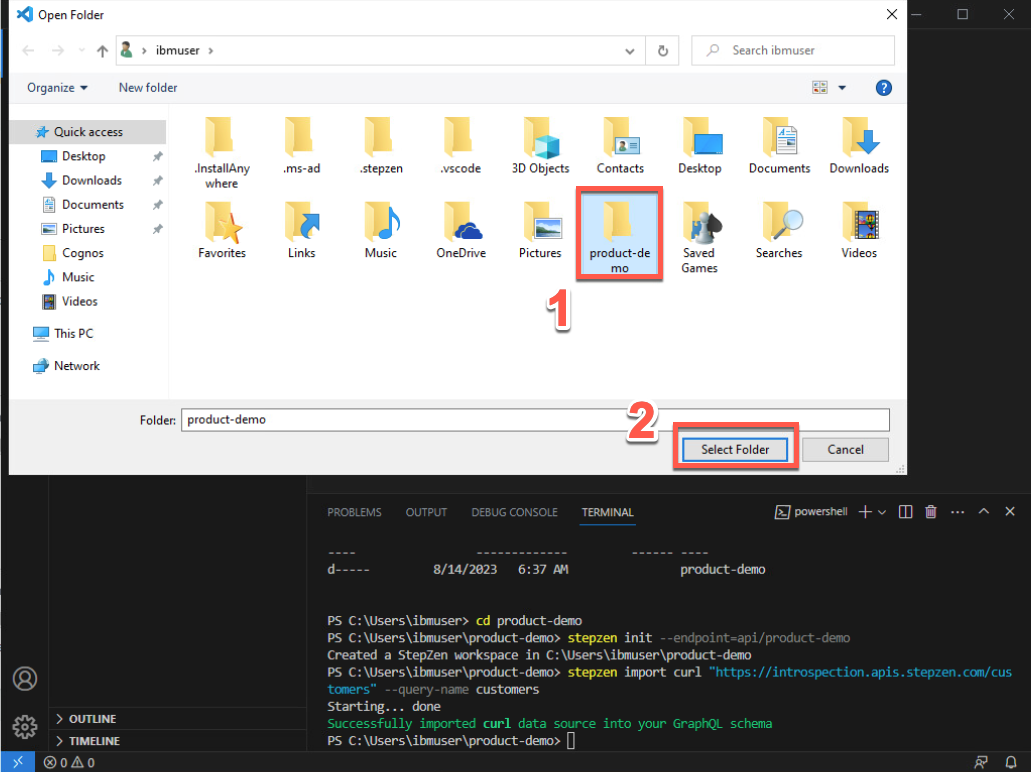 Open Folder
ibmuser
Search ibmuser
Organize
New folder
Quick access
Desktop
Downloads
Documents
Pictures
Cognos
Music
Videos
This PC
Network
.InstallAny
where
.ms-ad
.stepzen
.vscode
3D Objects
Contacts
Desktop
Documents
Downloads
Favorites
Links
Music
OneDrive
Pictures
product-de
mo
Saved
Games
Searches
Videos
1
Folder: product-demo
2
Select Folder
Cancel
PROBLEMS OUTPUT DEBUG CONSOLE TERMINAL powershell
---- ------------- ------ ----
d----- 8/14/2023 6:37 AM product-demo
PS C:\Users\ibmuser> cd product-demo
PS C:\Users\ibmuser\product-demo> stepzen init --endpoint=api/product-demo
Created a StepZen workspace in C:\Users\ibmuser\product-demo
PS C:\Users\ibmuser\product-demo> stepzen import curl "https://introspection.apis.stepzen.com/cus
tomers" --query-name customers
Starting... done
Successfully imported curl data source into your GraphQL schema
PS C:\Users\ibmuser\product-demo>
OUTLINE
TIMELINE
0 0